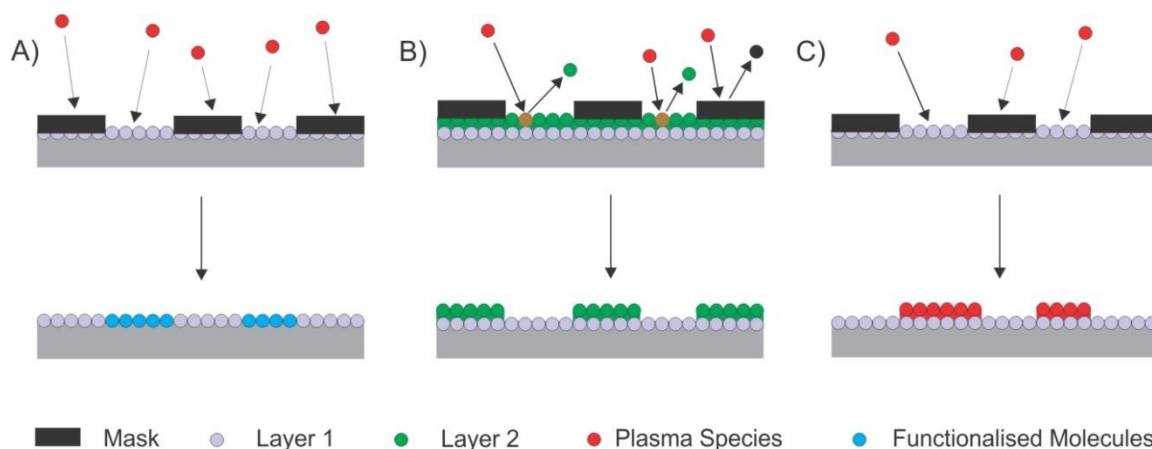 A)
B)
C)
Mask
Layer 1
Layer 2
Plasma Species
Functionalised Molecules